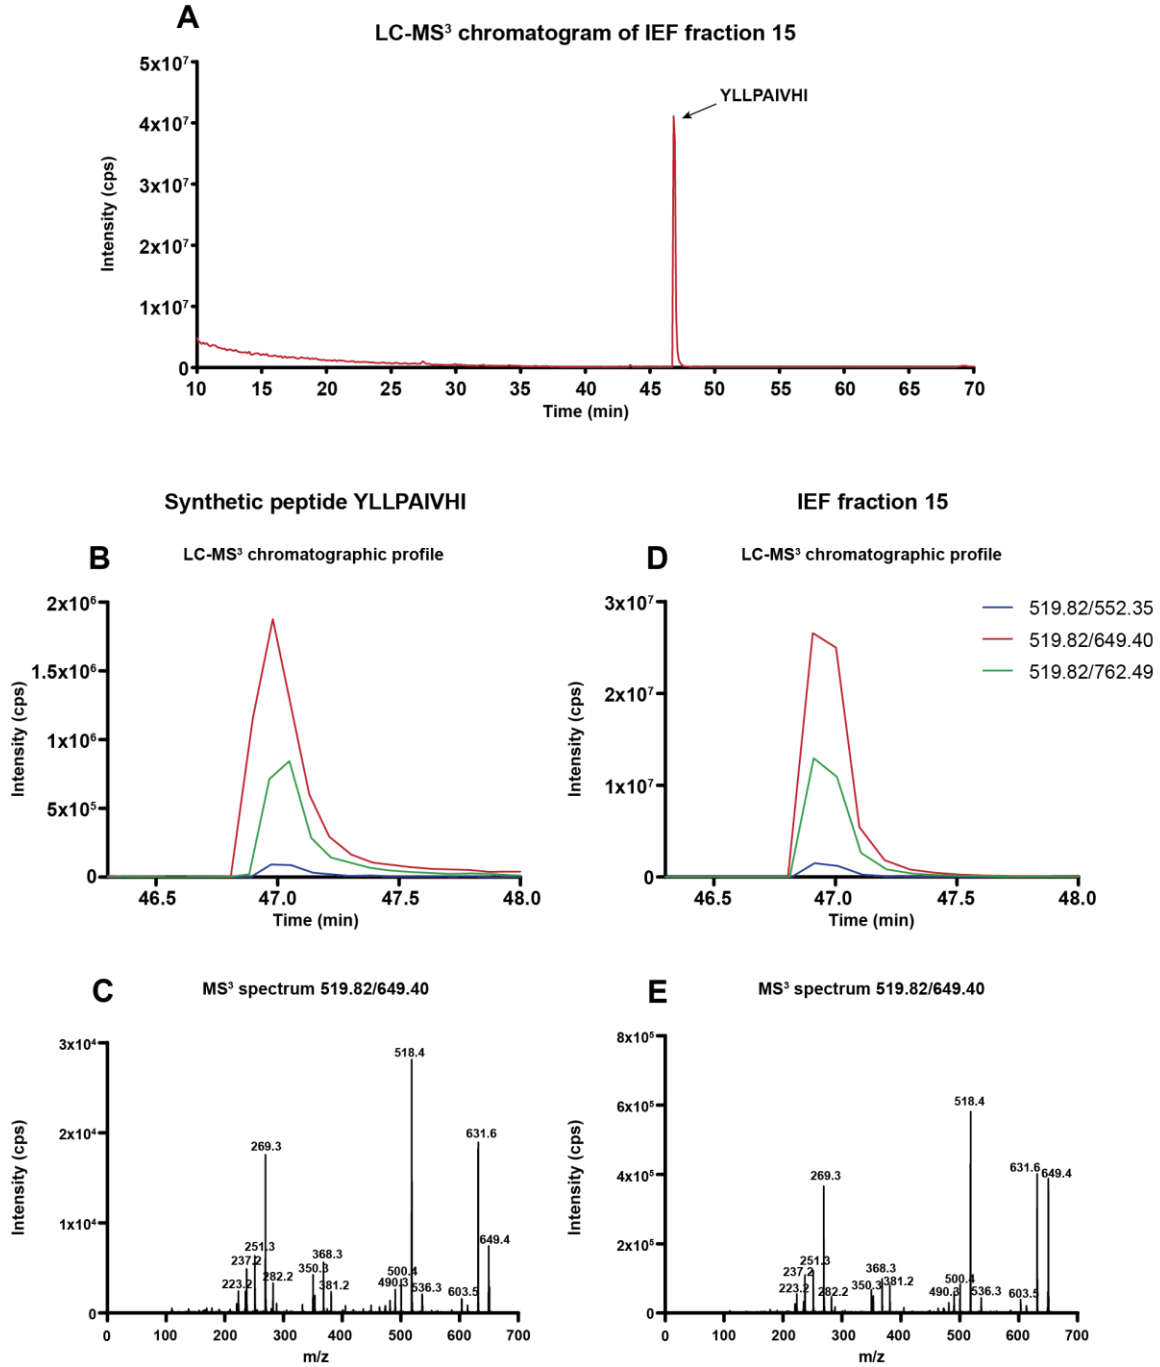 A
LC-MS³ chromatogram of IEF fraction 15
5x10⁷
4x10⁷
3x10⁷
2x10⁷
1x10⁷
0
Intensity (cps)
YLLPAIVHI
10 15 20 25 30 35 40 45 50 55 60 65 70
Time (min)
Synthetic peptide YLLPAIVHI
B
LC-MS³ chromatographic profile
2x10⁶
1.5x10⁶
1x10⁶
5x10⁵
0
Intensity (cps)
46.5 47.0 47.5 48.0
Time (min)
IEF fraction 15
D
LC-MS³ chromatographic profile
3x10⁷
2x10⁷
1x10⁷
0
Intensity (cps)
46.5 47.0 47.5 48.0
Time (min)
519.82/552.35
519.82/649.40
519.82/762.49
C
MS³ spectrum 519.82/649.40
3x10⁴
2x10⁴
1x10⁴
0
Intensity (cps)
518.4
631.6
269.3
251.3
237.2
223.2
282.2
350.3
368.3
381.2
490.3
500.4
536.3
603.5
649.4
0 100 200 300 400 500 600 700
m/z
E
MS³ spectrum 519.82/649.40
8x10⁵
6x10⁵
4x10⁵
2x10⁵
0
Intensity (cps)
518.4
631.6
649.4
269.3
251.3
237.2
223.2
282.2
350.3
368.3
381.2
490.3
500.4
536.3
603.5
0 100 200 300 400 500 600 700
m/z